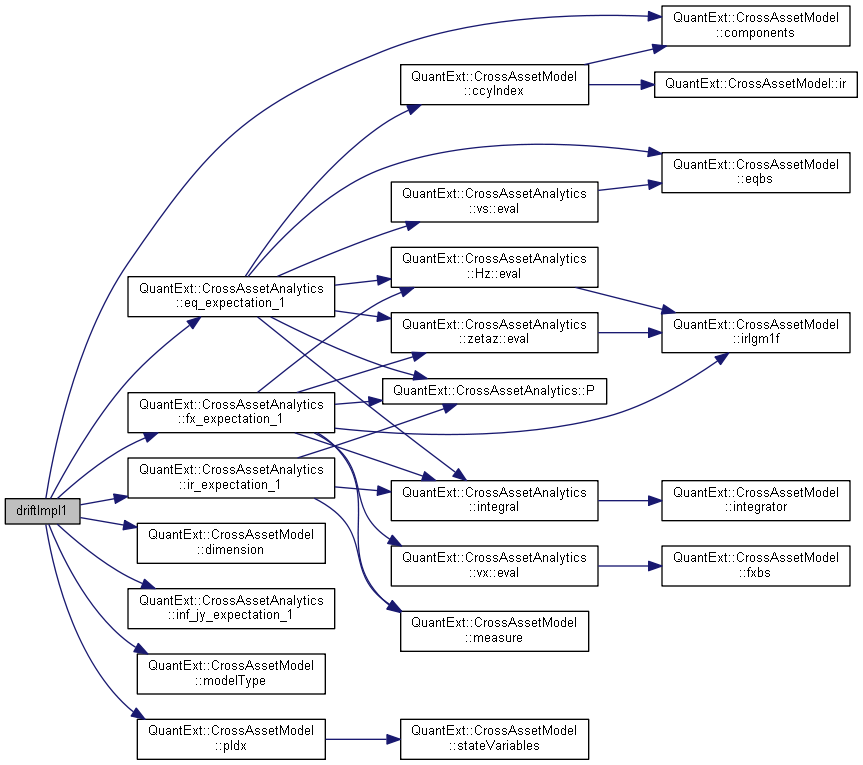 driftImpl1
QuantExt::CrossAssetAnalytics
::eq_expectation_1
QuantExt::CrossAssetAnalytics
::fx_expectation_1
QuantExt::CrossAssetAnalytics
::ir_expectation_1
QuantExt::CrossAssetModel
::dimension
QuantExt::CrossAssetAnalytics
::inf_jy_expectation_1
QuantExt::CrossAssetModel
::modelType
QuantExt::CrossAssetModel
::pIdx
QuantExt::CrossAssetModel
::ccyIndex
QuantExt::CrossAssetAnalytics
::vs::eval
QuantExt::CrossAssetAnalytics
::Hz::eval
QuantExt::CrossAssetAnalytics
::zetaz::eval
QuantExt::CrossAssetAnalytics::P
QuantExt::CrossAssetAnalytics
::integral
QuantExt::CrossAssetAnalytics
::vx::eval
QuantExt::CrossAssetModel
::measure
QuantExt::CrossAssetModel
::stateVariables
QuantExt::CrossAssetModel
::components
QuantExt::CrossAssetModel::ir
QuantExt::CrossAssetModel
::eqbs
QuantExt::CrossAssetModel
::irlgm1f
QuantExt::CrossAssetModel
::integrator
QuantExt::CrossAssetModel
::fxbs